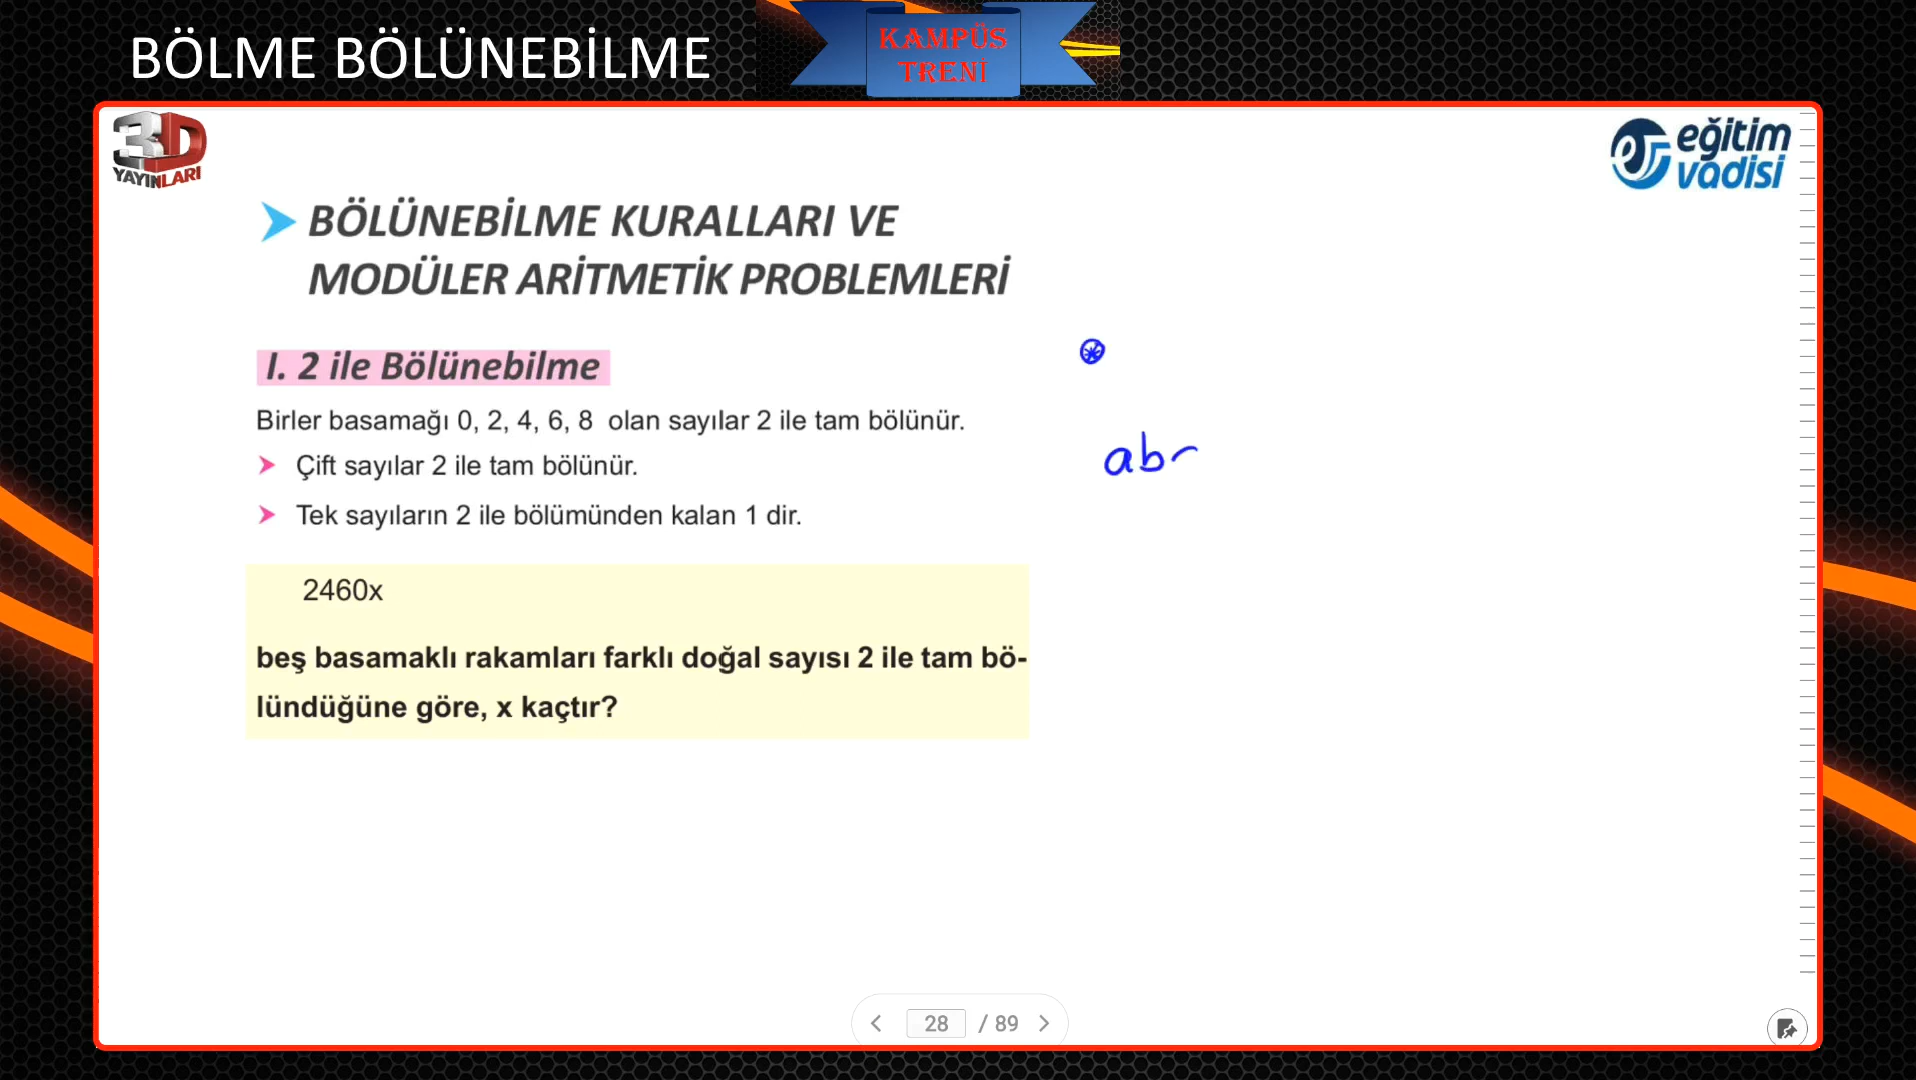 BÖLME BÖLÜNEBİLME
KAMPÜS
TRENİ
3D
YAYINLARI
eğitim
vadisi
BÖLÜNEBİLME KURALLARI VE
MODÜLER ARİTMETİK PROBLEMLERİ
I. 2 ile Bölünebilme
Birler basamağı 0, 2, 4, 6, 8 olan sayılar 2 ile tam bölünür.
Çift sayılar 2 ile tam bölünür.
Tek sayıların 2 ile bölümünden kalan 1 dir.
ab
2460x
beş basamaklı rakamları farklı doğal sayısı 2 ile tam bö-
lündüğüne göre, x kaçtır?
28 / 89